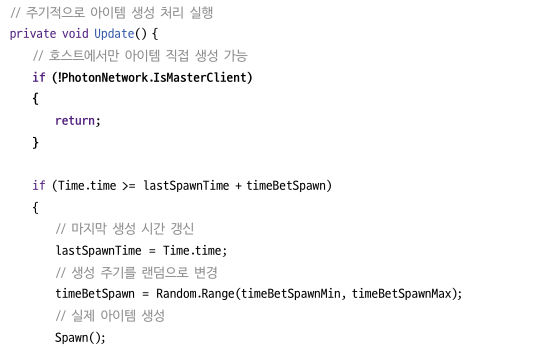 // 주기적으로 아이템 생성 처리 실행
private void Update() {
// 호스트에서만 아이템 직접 생성 가능
if (!PhotonNetwork.IsMasterClient)
{
return;
}
if (Time.time >= lastSpawnTime + timeBetSpawn)
{
// 마지막 생성 시간 갱신
lastSpawnTime = Time.time;
// 생성 주기를 랜덤으로 변경
timeBetSpawn = Random.Range(timeBetSpawnMin, timeBetSpawnMax);
// 실제 아이템 생성
Spawn();